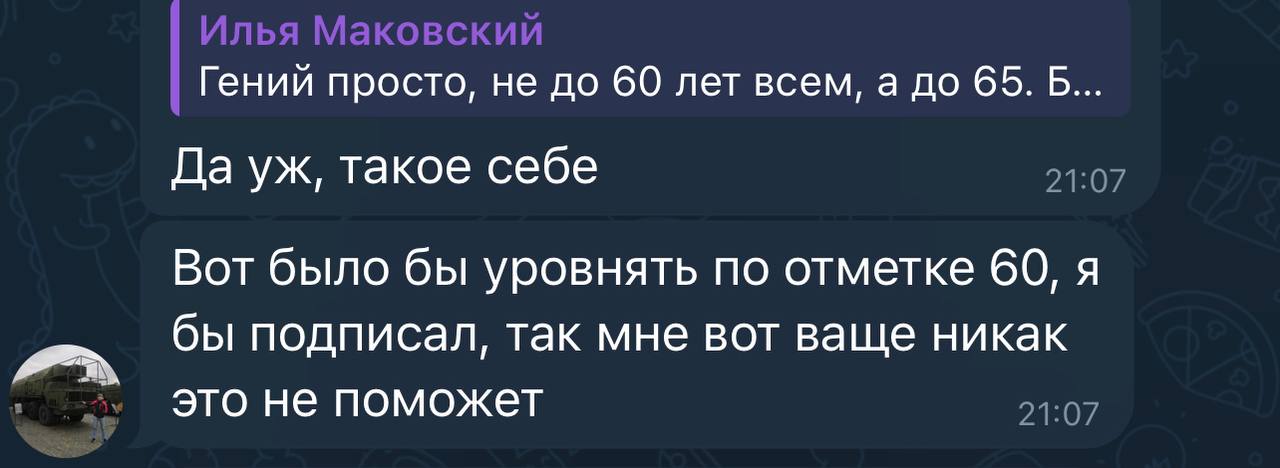 Илья Маковский
Гений просто, не до 60 лет всем, а до 65. Б...
Да уж, такое себе
21:07
Вот было бы уровнять по отметке 60, я
бы подписал, так мне вот ваще никак
это не поможет
21:07